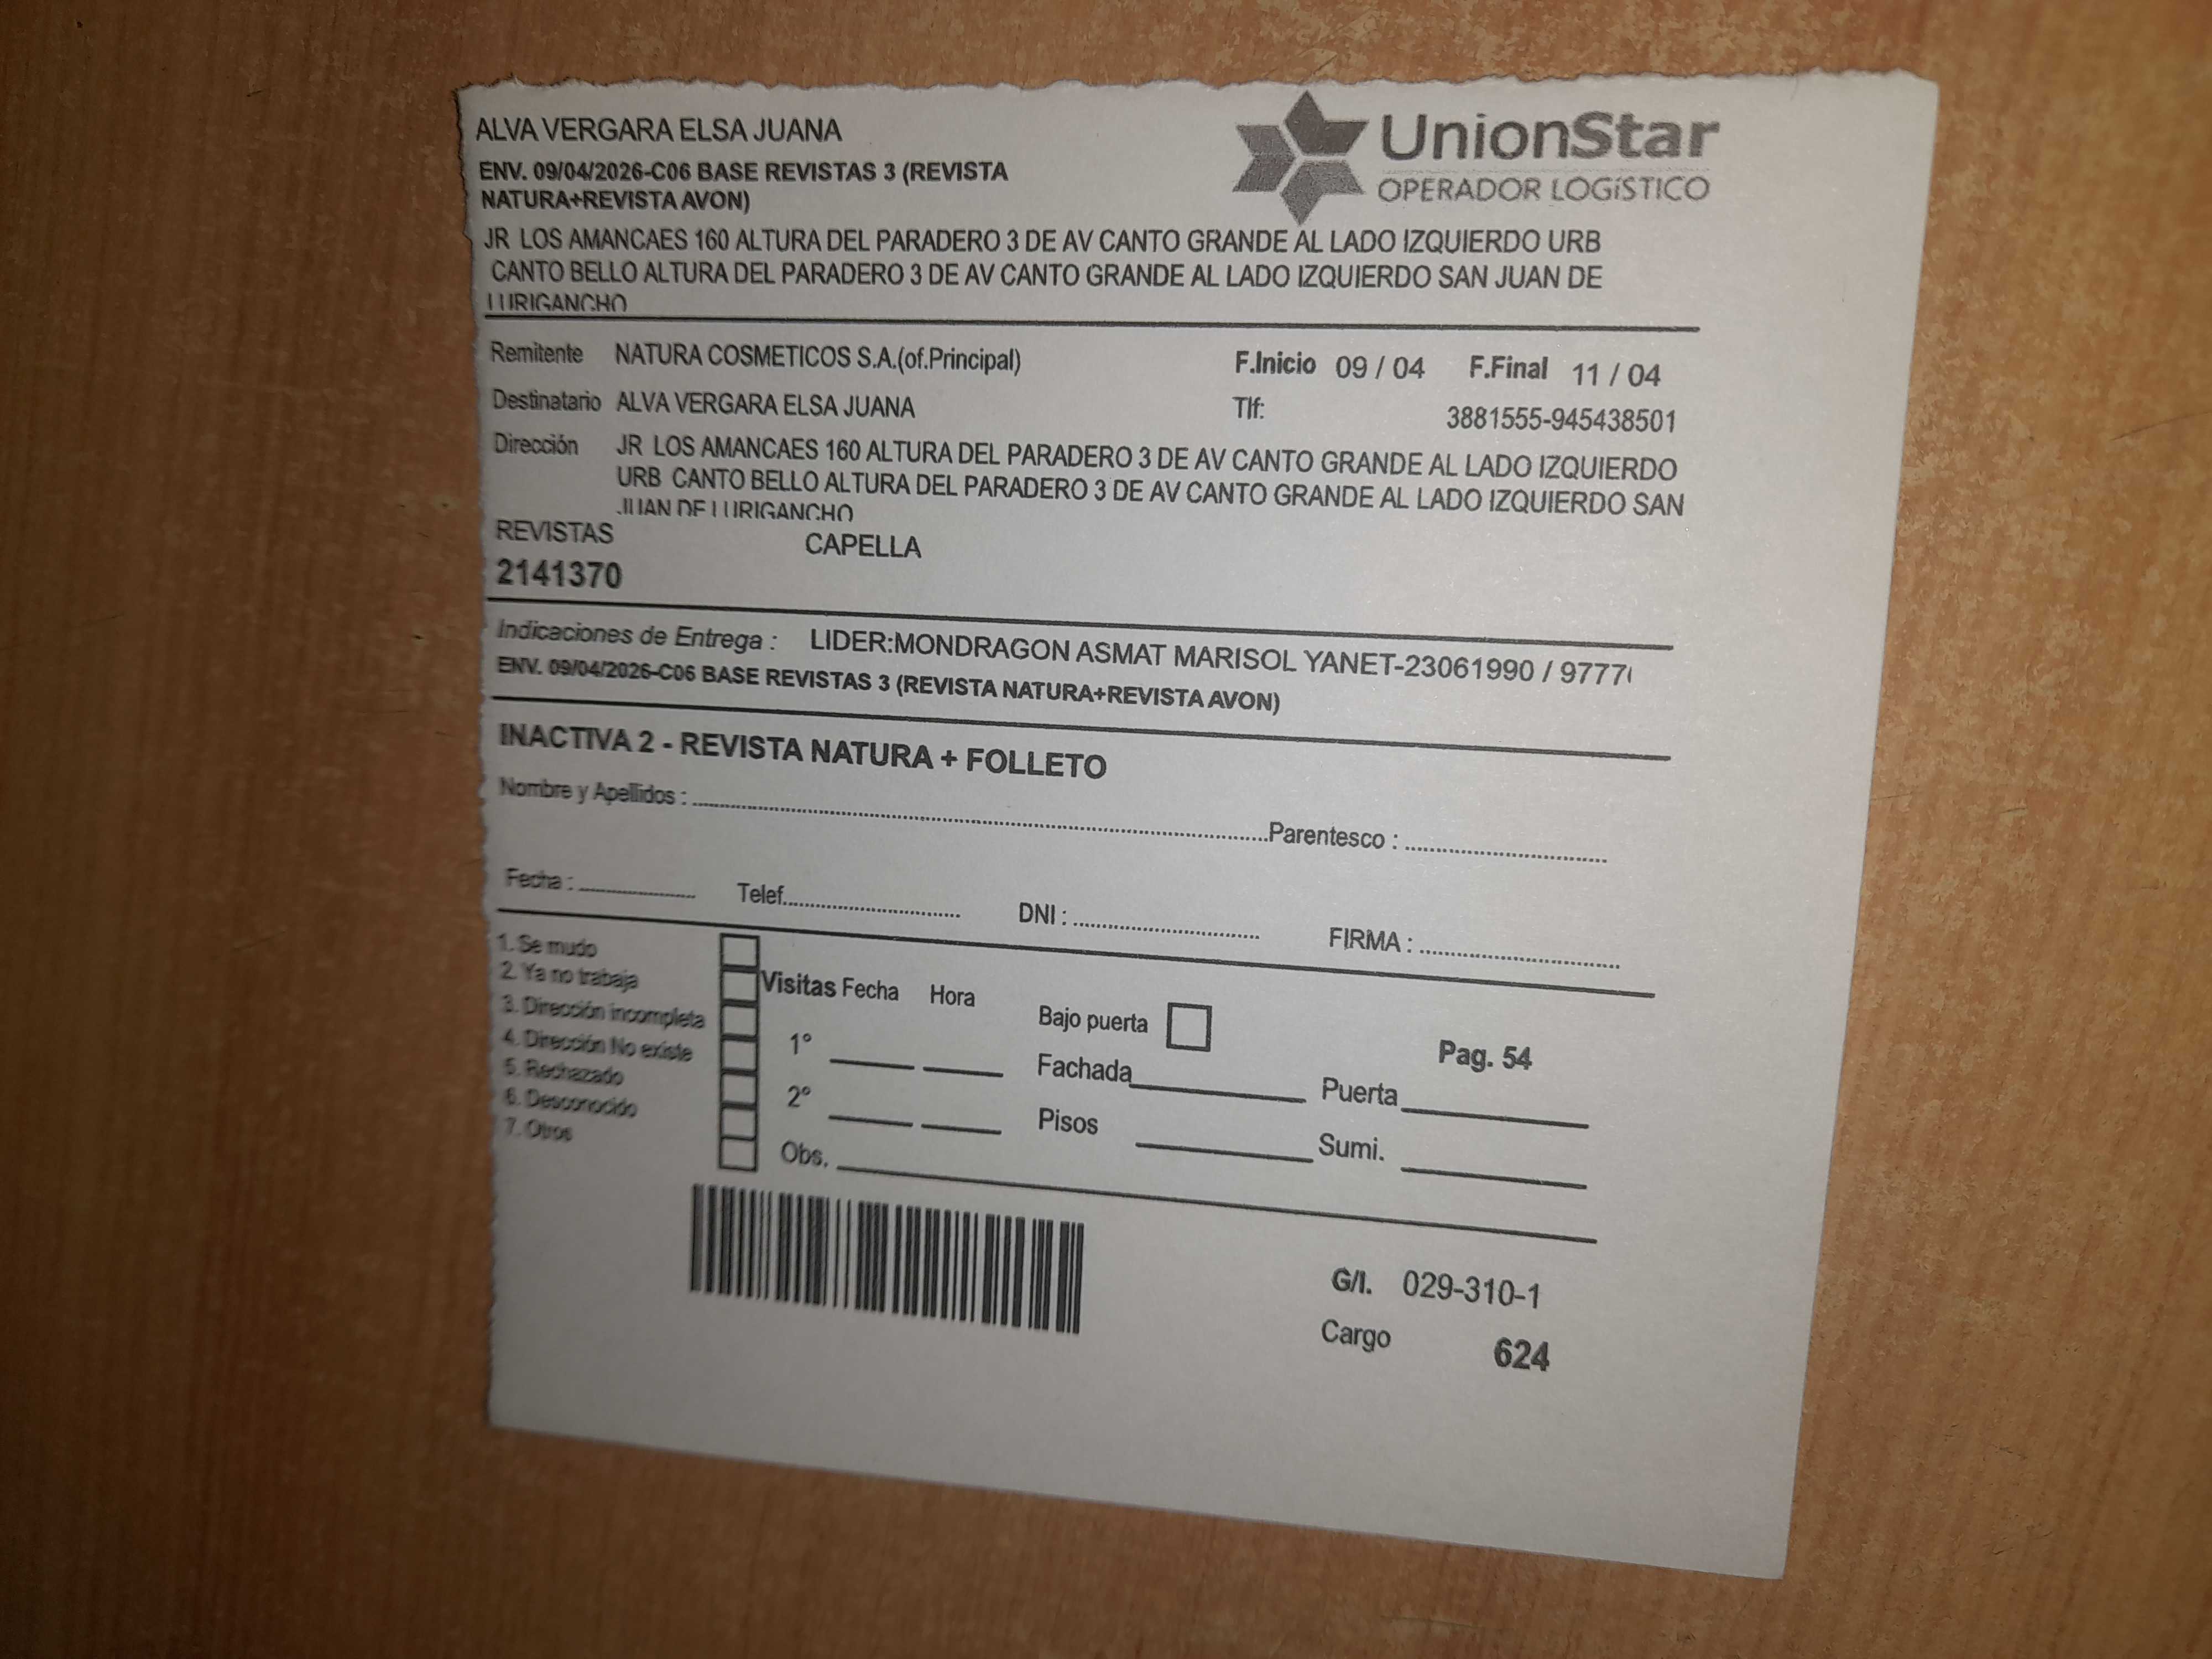 ALVA VERGARA ELSA JUANA
UnionStar
OPERADOR LOGíSTICO
ENV. 09/04/2026-C06 BASE REVISTAS 3 (REVISTA
NATURA+REVISTA AVON)
JR LOS AMANCAES 160 ALTURA DEL PARADERO 3 DE AV CANTO GRANDE AL LADO IZQUIERDO URB
CANTO BELLO ALTURA DEL PARADERO 3 DE AV CANTO GRANDE AL LADO IZQUIERDO SAN JUAN DE
LURIGANCHO
Remitente NATURA COSMETICOS S.A.(of.Principal) F.Inicio 09 / 04 F.Final 11 / 04
Destinatario ALVA VERGARA ELSA JUANA Tlf: 3881555-945438501
Dirección JR LOS AMANCAES 160 ALTURA DEL PARADERO 3 DE AV CANTO GRANDE AL LADO IZQUIERDO
URB CANTO BELLO ALTURA DEL PARADERO 3 DE AV CANTO GRANDE AL LADO IZQUIERDO SAN
JUAN DE LURIGANCHO
REVISTAS CAPELLA
2141370
Indicaciones de Entrega : LIDER:MONDRAGON ASMAT MARISOL YANET-23061990 / 9777
ENV. 09/04/2026-C06 BASE REVISTAS 3 (REVISTA NATURA+REVISTA AVON)
INACTIVA 2 - REVISTA NATURA + FOLLETO
Nombre y Apellidos : Parentesco :
Fecha : Telef. DNI : FIRMA :
1. Se mudo
2. Ya no trabaja
3. Dirección incompleta
4. Dirección No existe
5. Rechazado
6. Desconocido
7. Otros
Visitas Fecha Hora
1°
2°
Obs.
Bajo puerta
Pag. 54
Fachada Puerta
Pisos Sumi.
G/I. 029-310-1
Cargo 624